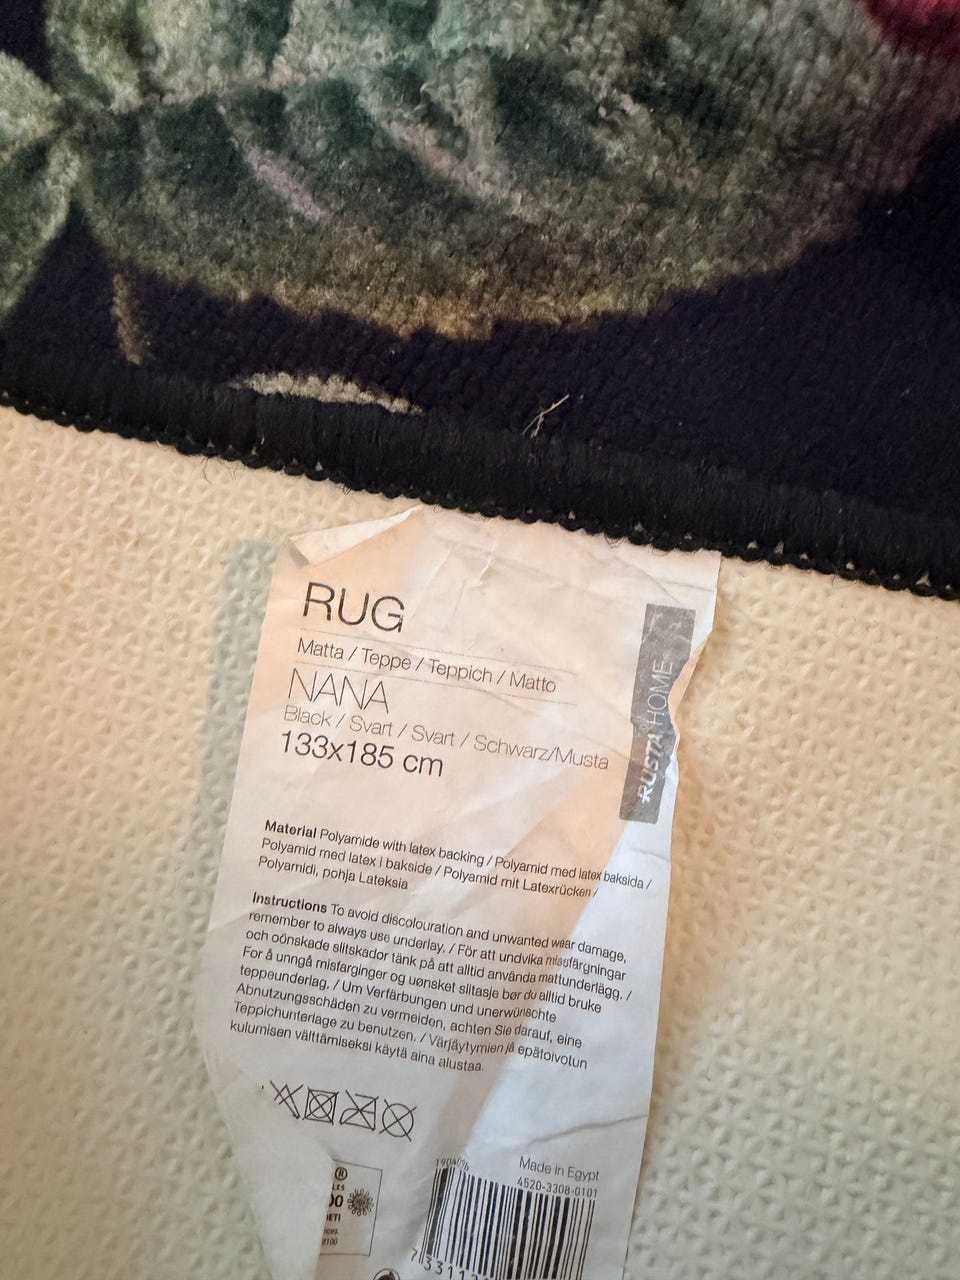 RUG
Matta / Teppe / Teppich / Matto
NANA
Black / Svart / Svart / Schwarz/Musta
133x185 cm
RUSTA HOME
Material Polyamide with latex backing / Polyamid med latex baksida /
Polyamid med latex i bakside / Polyamid mit Latexrücken /
Polyamidi, pohja Lateksia
Instructions To avoid discolouration and unwanted wear damage,
remember to always use underlay. / För att undvika missfärgningar
och oönskade slitskador tänk på att alltid använda mattunderlägg. /
For å unngå misfarginger og uønsket slitasje bør du alltid bruke
teppeunderlag. / Um Verfärbungen und unerwünschte
Abnutzungsschäden zu vermeiden, achten Sie darauf, eine
Teppichunterlage zu benutzen. / Värjäytymien ja epätoivotun
kulumisen välttämiseksi käytä aina alustaa.
Made in Egypt
4520-3308-0101